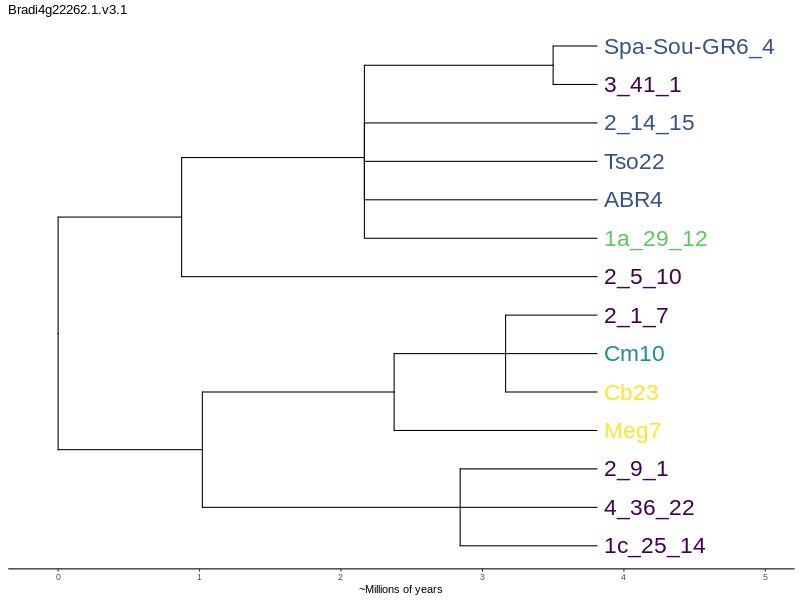 Bradi4g22262.1.v3.1
Spa-Sou-GR6_4
3_41_1
2_14_15
Tso22
ABR4
1a_29_12
2_5_10
2_1_7
Cm10
Cb23
Meg7
2_9_1
4_36_22
1c_25_14
0 1 2 3 4 5
~Millions of years